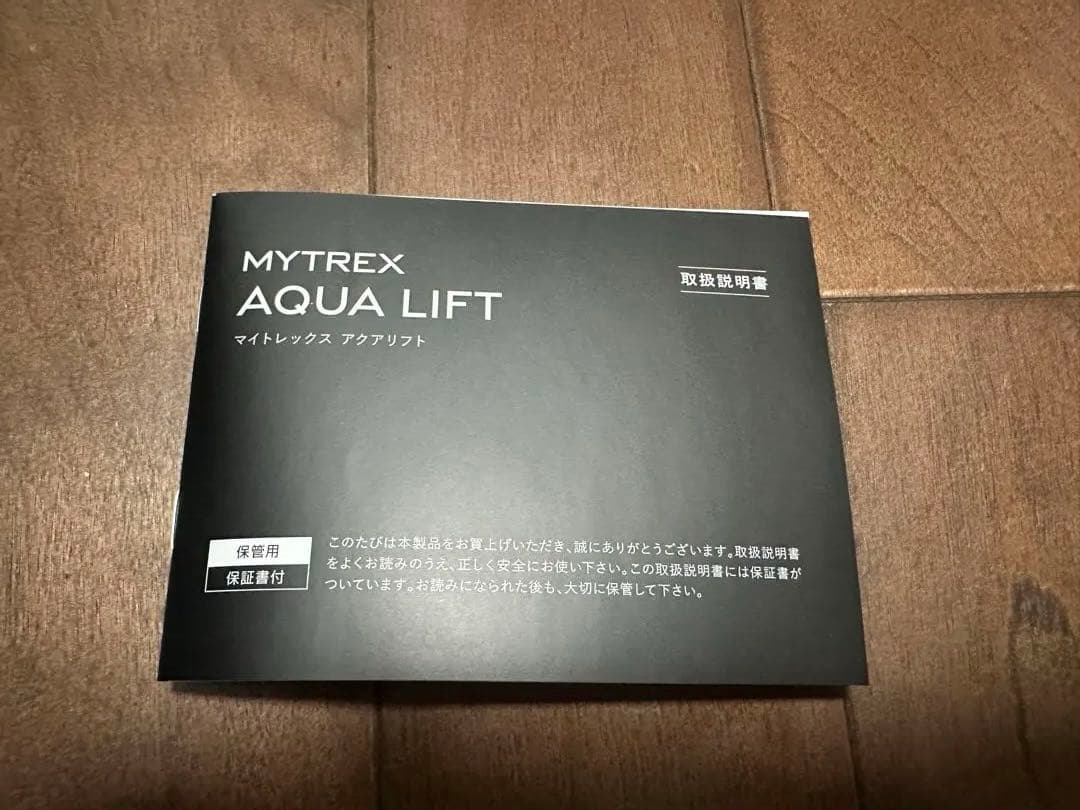 MYTREX
AQUA LIFT
マイトレックス アクアリフト
取扱説明書
保管用
保証書付
このたびは本製品をお買上げいただき、誠にありがとうございます。取扱説明書
をよくお読みのうえ、正しく安全にお使い下さい。この取扱説明書には保証書が
ついています。お読みになられた後も、大切に保管して下さい。